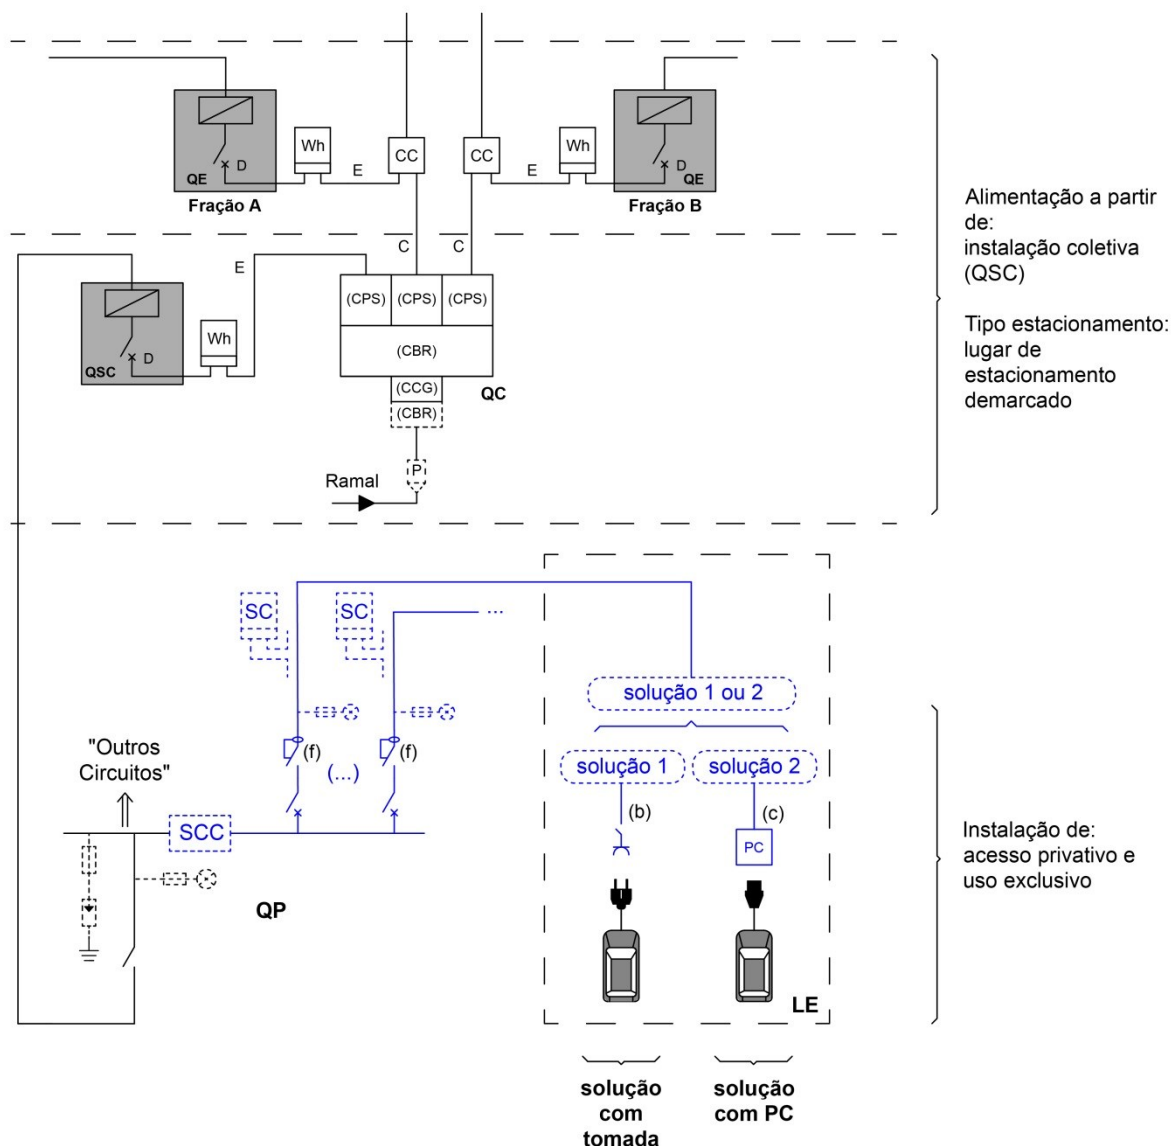 Wh
CC
CC
Wh
D
QE
E
E
D
QE
Fração A
Fração B
Alimentação a partir
de:
instalação coletiva
(QSC)
Tipo estacionamento:
lugar de
estacionamento
demarcado
C
C
E
(CPS)
(CPS)
(CPS)
Wh
D
QSC
(CBR)
(CCG)
QC
(CBR)
P
Ramal
SC
SC
...
solução 1 ou 2
"Outros
Circuitos"
(f)
(f)
(...)
solução 1
solução 2
(b)
(c)
SCC
PC
Instalação de:
acesso privativo e
uso exclusivo
QP
LE
solução
com
tomada
solução
com PC